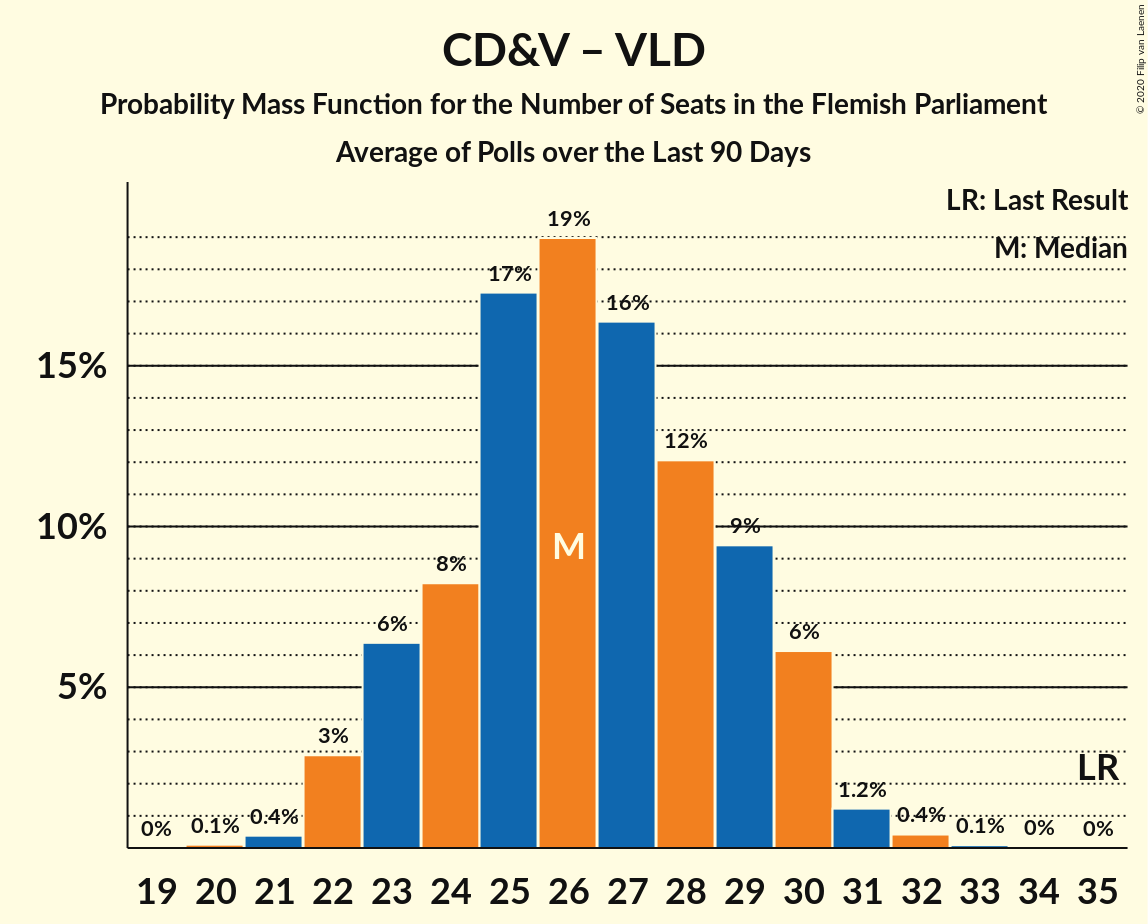 CD&V – VLD
Probability Mass Function for the Number of Seats in the Flemish Parliament
Average of Polls over the Last 90 Days
© 2020 Filip van Laenen
LR: Last Result
M: Median
19%
17%
16%
15%
12%
10%
9%
M
8%
6%
6%
5%
3%
LR
1.2%
0%
0.1%
0.4%
0.4%
0.1%
0%
0%
19 20 21 22 23 24 25 26 27 28 29 30 31 32 33 34 35